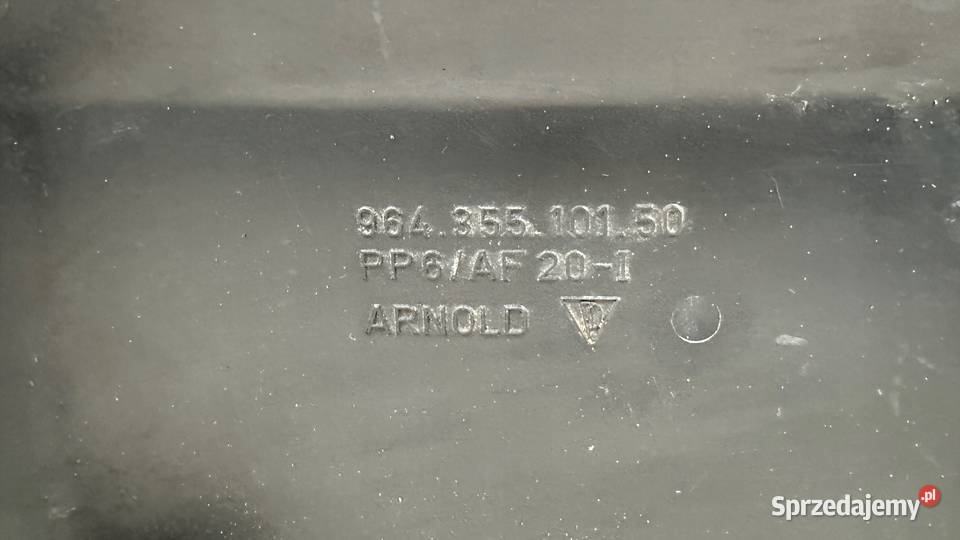 964.355.101.50
PP6/AF 20-I
ARNOLD
Sprzedajemy.pl